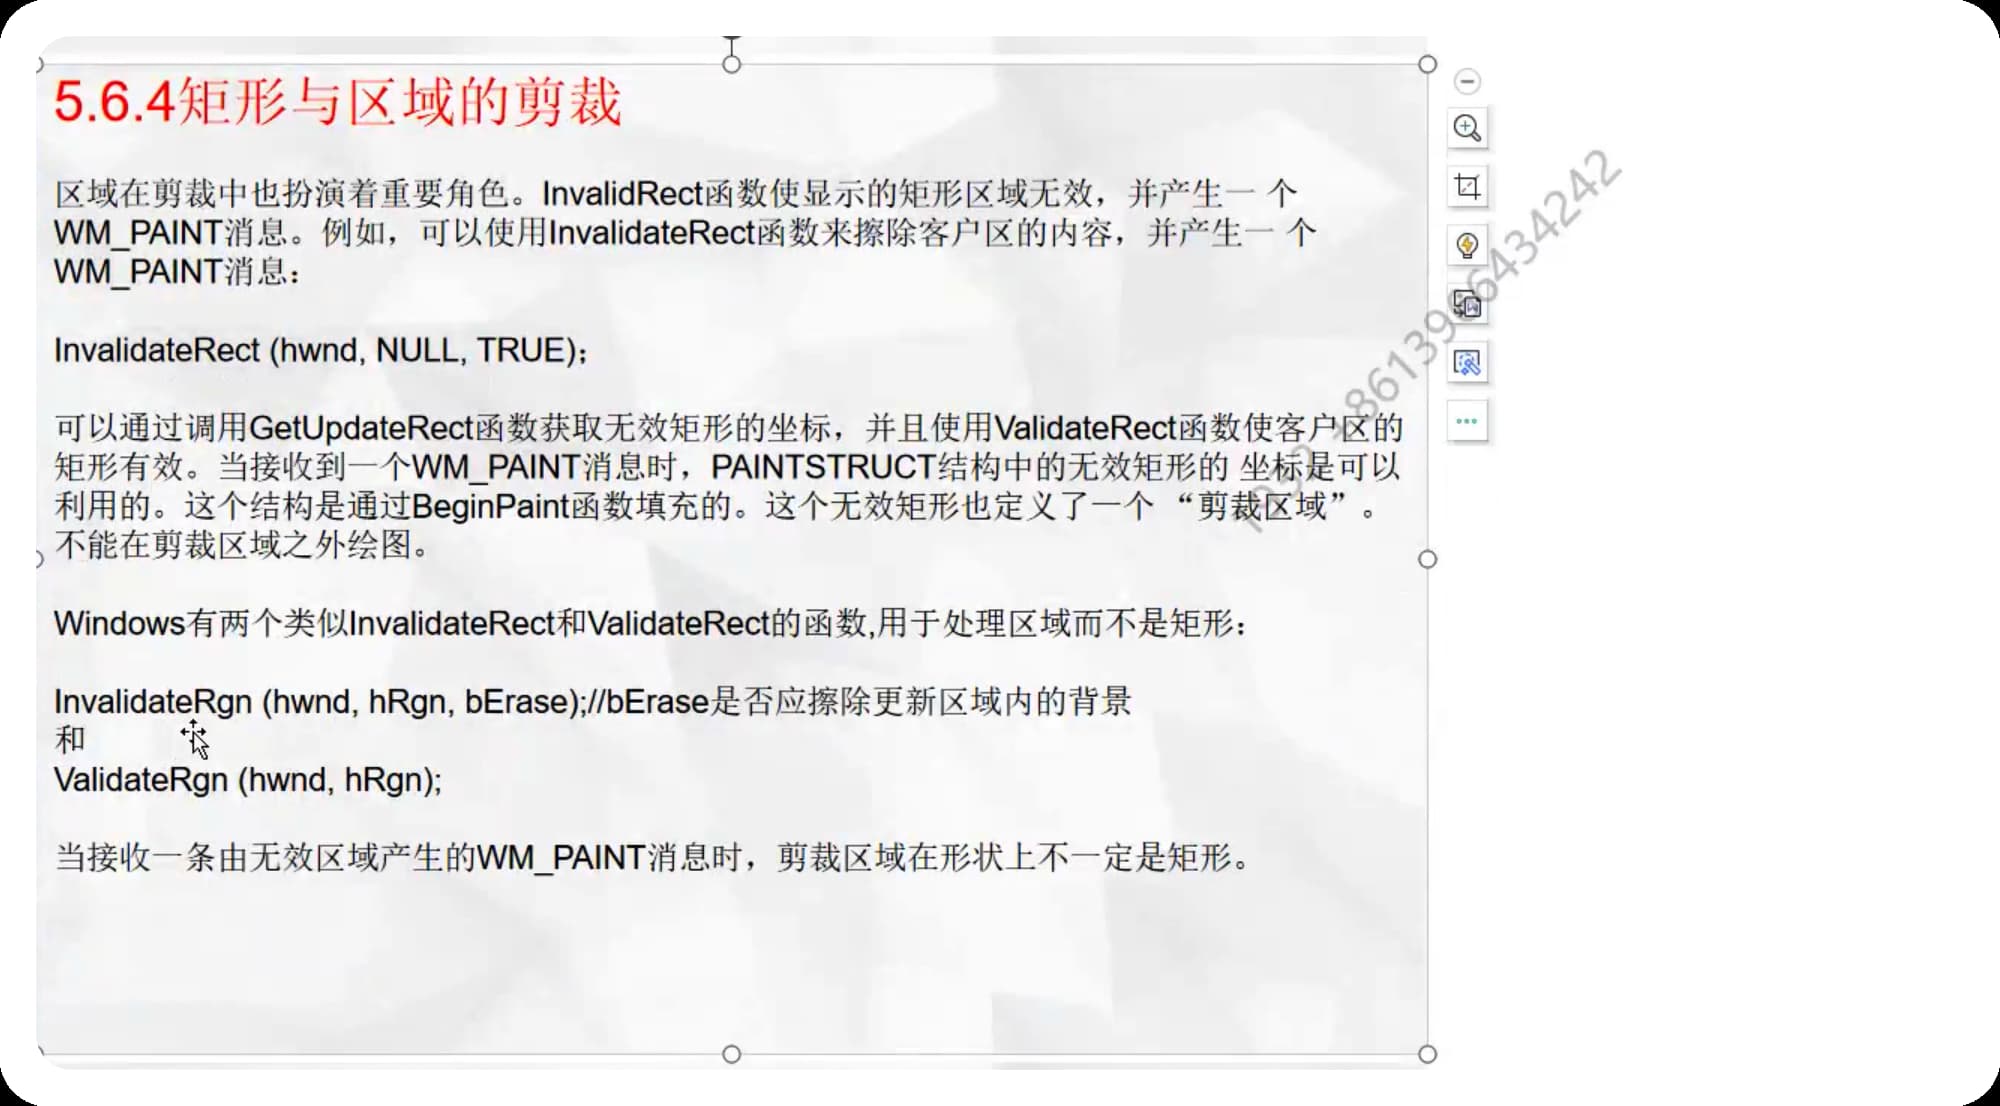 5.6.4矩形与区域的剪裁
区域在剪裁中也扮演着重要角色。InvalidRect函数使显示的矩形区域无效，并产生一 个
WM_PAINT消息。例如，可以使用InvalidateRect函数来擦除客户区的内容，并产生一 个
WM_PAINT消息：
InvalidateRect (hwnd, NULL, TRUE)；
可以通过调用GetUpdateRect函数获取无效矩形的坐标，并且使用ValidateRect函数使客户区的
矩形有效。当接收到一个WM_PAINT消息时，PAINTSTRUCT结构中的无效矩形的 坐标是可以
利用的。这个结构是通过BeginPaint函数填充的。这个无效矩形也定义了一个 “剪裁区域”。
不能在剪裁区域之外绘图。
Windows有两个类似InvalidateRect和ValidateRect的函数,用于处理区域而不是矩形：
InvalidateRgn (hwnd, hRgn, bErase);//bErase是否应擦除更新区域内的背景
和
ValidateRgn (hwnd, hRgn);
当接收一条由无效区域产生的WM_PAINT消息时，剪裁区域在形状上不一定是矩形。